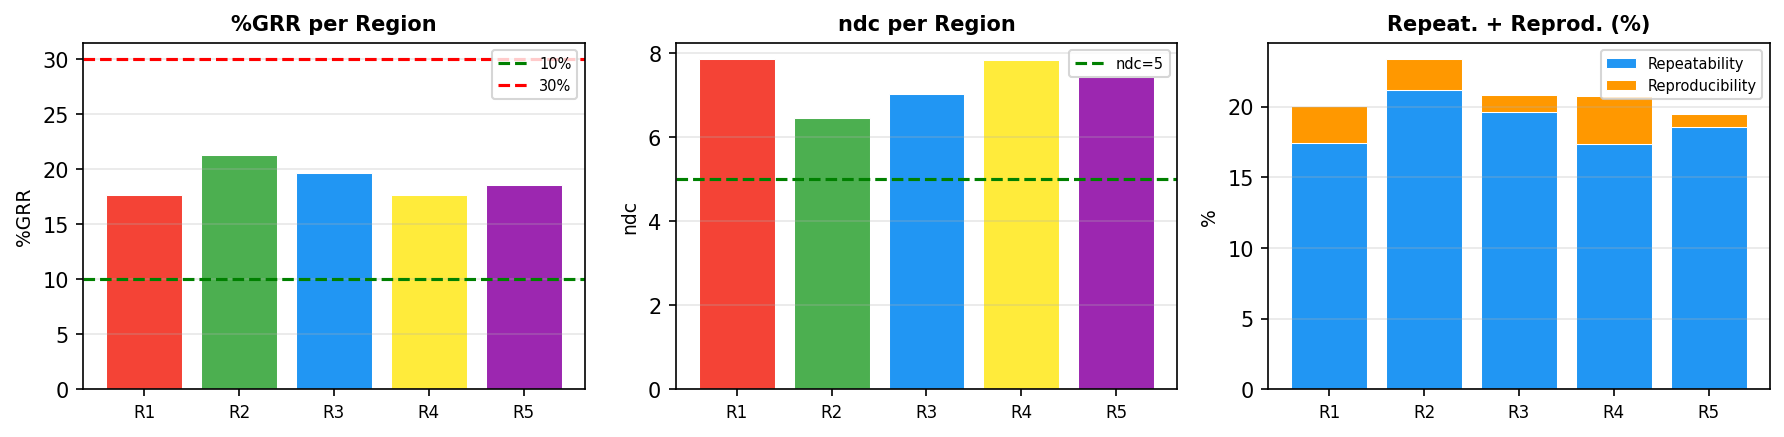 %GRR per Region
%GRR
30
25
20
15
10
5
0
10%
30%
R1 R2 R3 R4 R5
ndc per Region
ndc
8
6
4
2
0
ndc=5
R1 R2 R3 R4 R5
Repeat. + Reprod. (%)
%
20
15
10
5
0
Repeatability
Reproducibility
R1 R2 R3 R4 R5